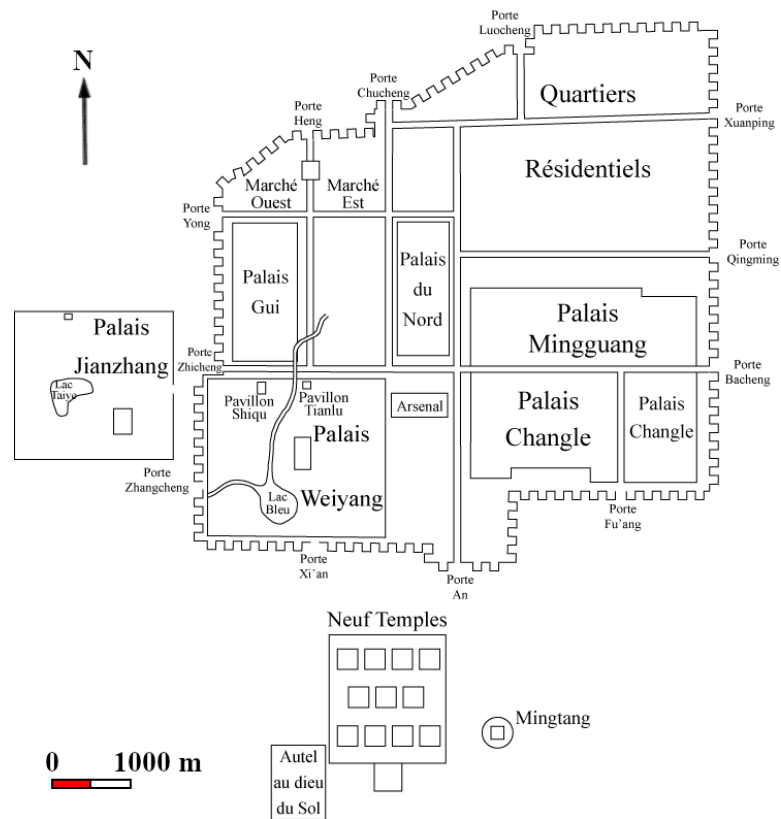 Porte
Luocheng
N
Porte
Chucheng
Porte
Heng
Quartiers
Porte
Xuanping
Résidentiels
Marché
Ouest
Marché
Est
Porte
Yong
Porte
Qingming
Palais
Gui
Palais
du
Nord
Palais
Jianzhang
Lac
Taiye
Palais
Mingguang
Porte
Zhicheng
Porte
Bacheng
Pavillon
Shiqu
Pavillon
Tianlu
Arsenal
Palais
Changle
Palais
Changle
Palais
Weiyang
Porte
Zhangcheng
Lac
Bleu
Porte
Fu'ang
Porte
Xi'an
Porte
An
Neuf Temples
Mingtang
0 1000 m
Autel
au dieu
du Sol